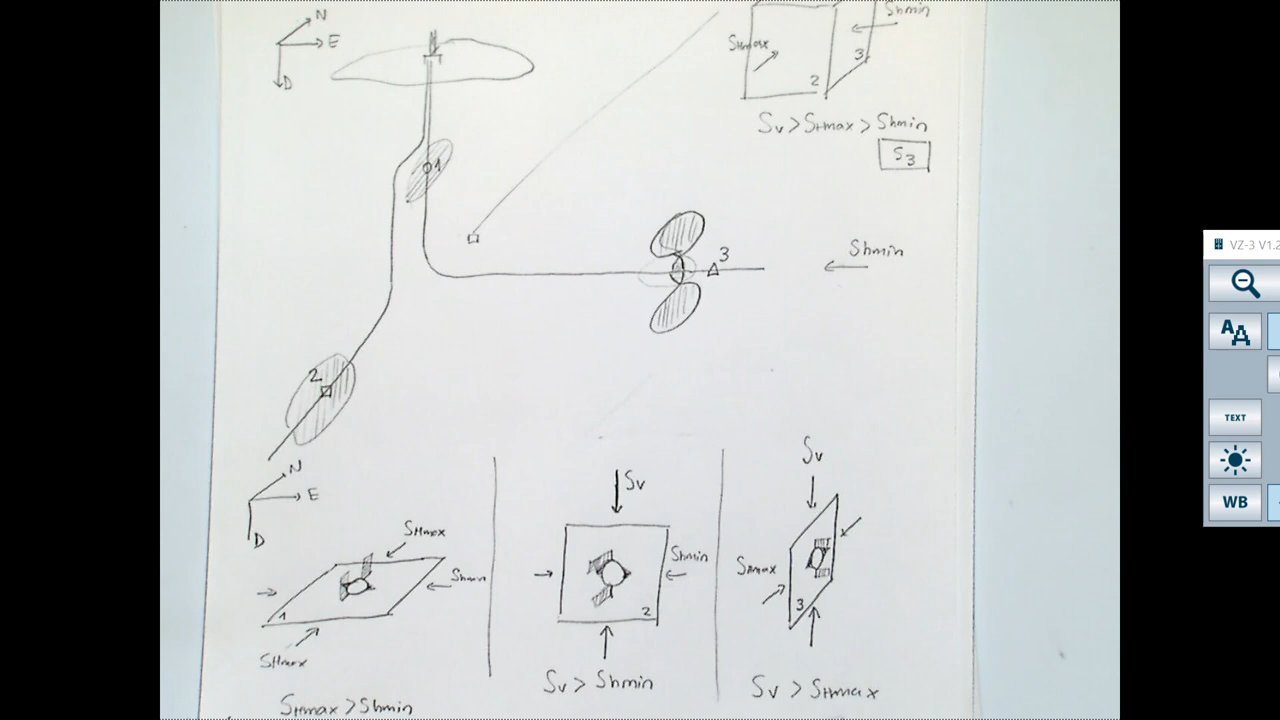 N
E
D
1
Shmin
SHmax
3
2
Sv > SHmax > Shmin
S3
3
Shmin
2
N
E
D
SHmax
Shmin
1
SHmax
SHmax > Shmin
Sv
Shmin
2
Sv > Shmin
Sv
SHmax
3
Sv > SHmax
VZ-3 V1.2
AA
TEXT
WB